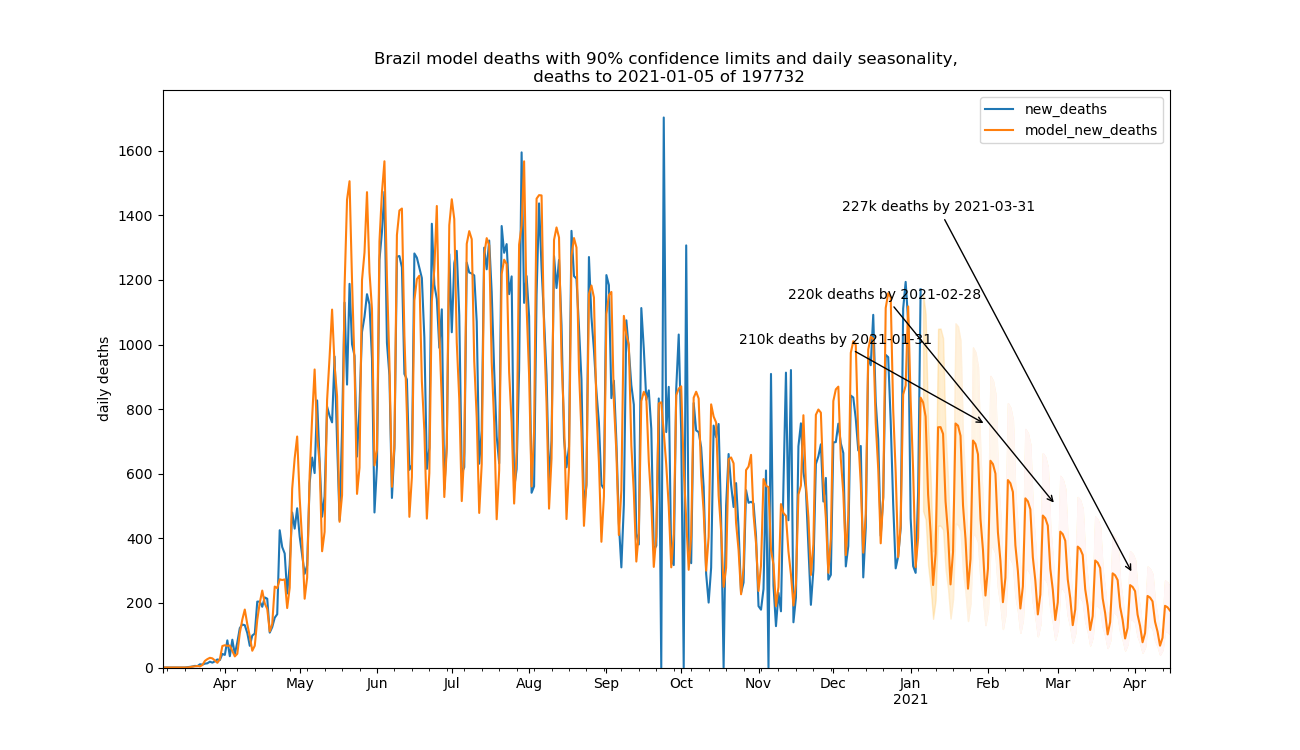 Brazil model deaths with 90% confidence limits and daily seasonality,
deaths to 2021-01-05 of 197732
new_deaths
model_new_deaths
227k deaths by 2021-03-31
220k deaths by 2021-02-28
210k deaths by 2021-01-31
daily deaths
1600
1400
1200
1000
800
600
400
200
0
Apr May Jun Jul Aug Sep Oct Nov Dec Jan Feb Mar Apr
2021